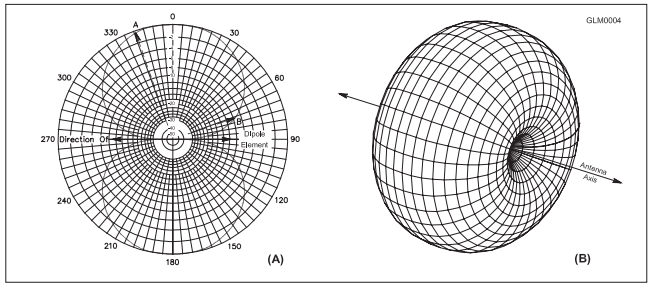 GLM0004
0
30
60
90
120
150
180
210
240
270
300
330
A
B
Direction Of
Dipole
Element
(A)
Antenna
Axis
(B)